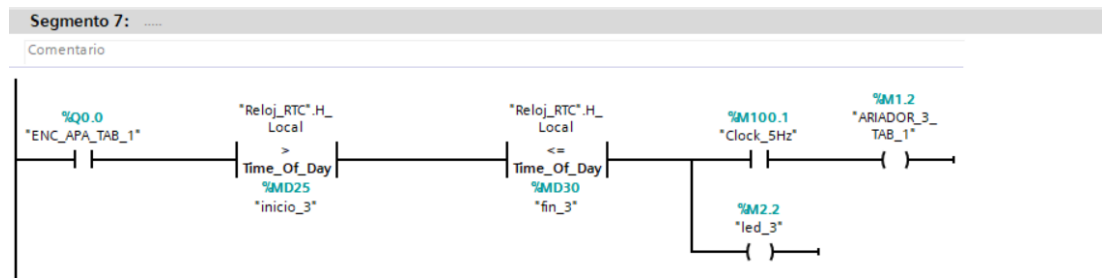 Segmento 7: .....
Comentario
%Q0.0
"ENC_APA_TAB_1"
"Reloj_RTC".H_
Local
>
Time_Of_Day
%MD25
"inicio_3"
"Reloj_RTC".H_
Local
<=
Time_Of_Day
%MD30
"fin_3"
%M100.1
"Clock_5Hz"
%M1.2
"ARIADOR_3_
TAB_1"
%M2.2
"led_3"